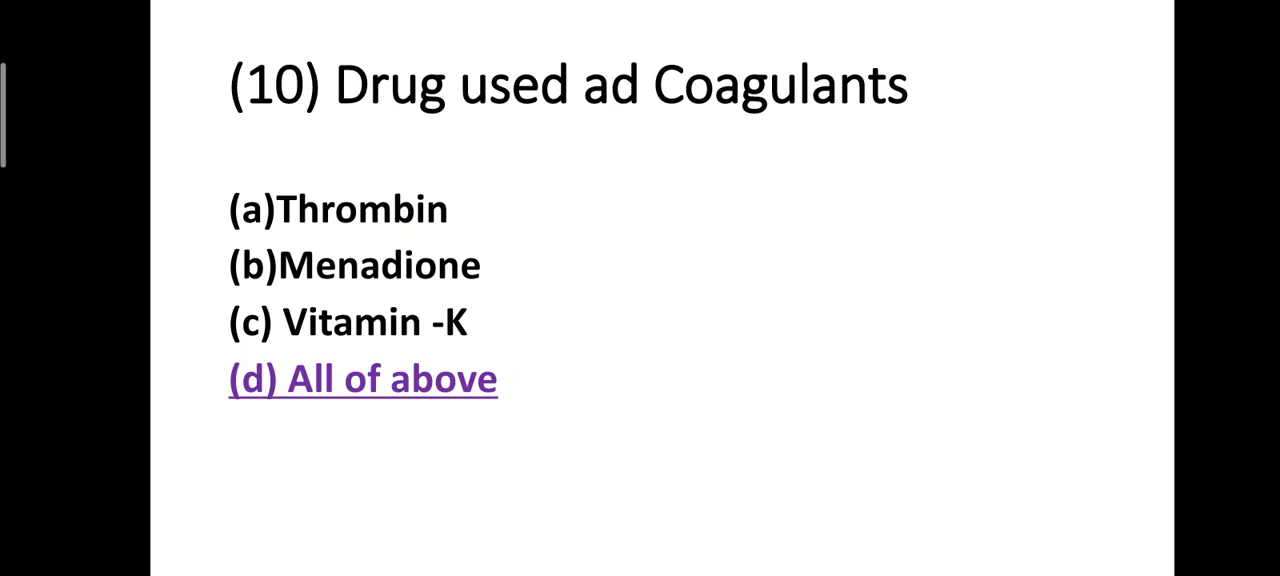 (10) Drug used ad Coagulants
(a)Thrombin
(b)Menadione
(c) Vitamin -K
(d) All of above